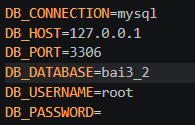 DB_CONNECTION=mysql
DB_HOST=127.0.0.1
DB_PORT=3306
DB_DATABASE=bai3_2
DB_USERNAME=root
DB_PASSWORD=